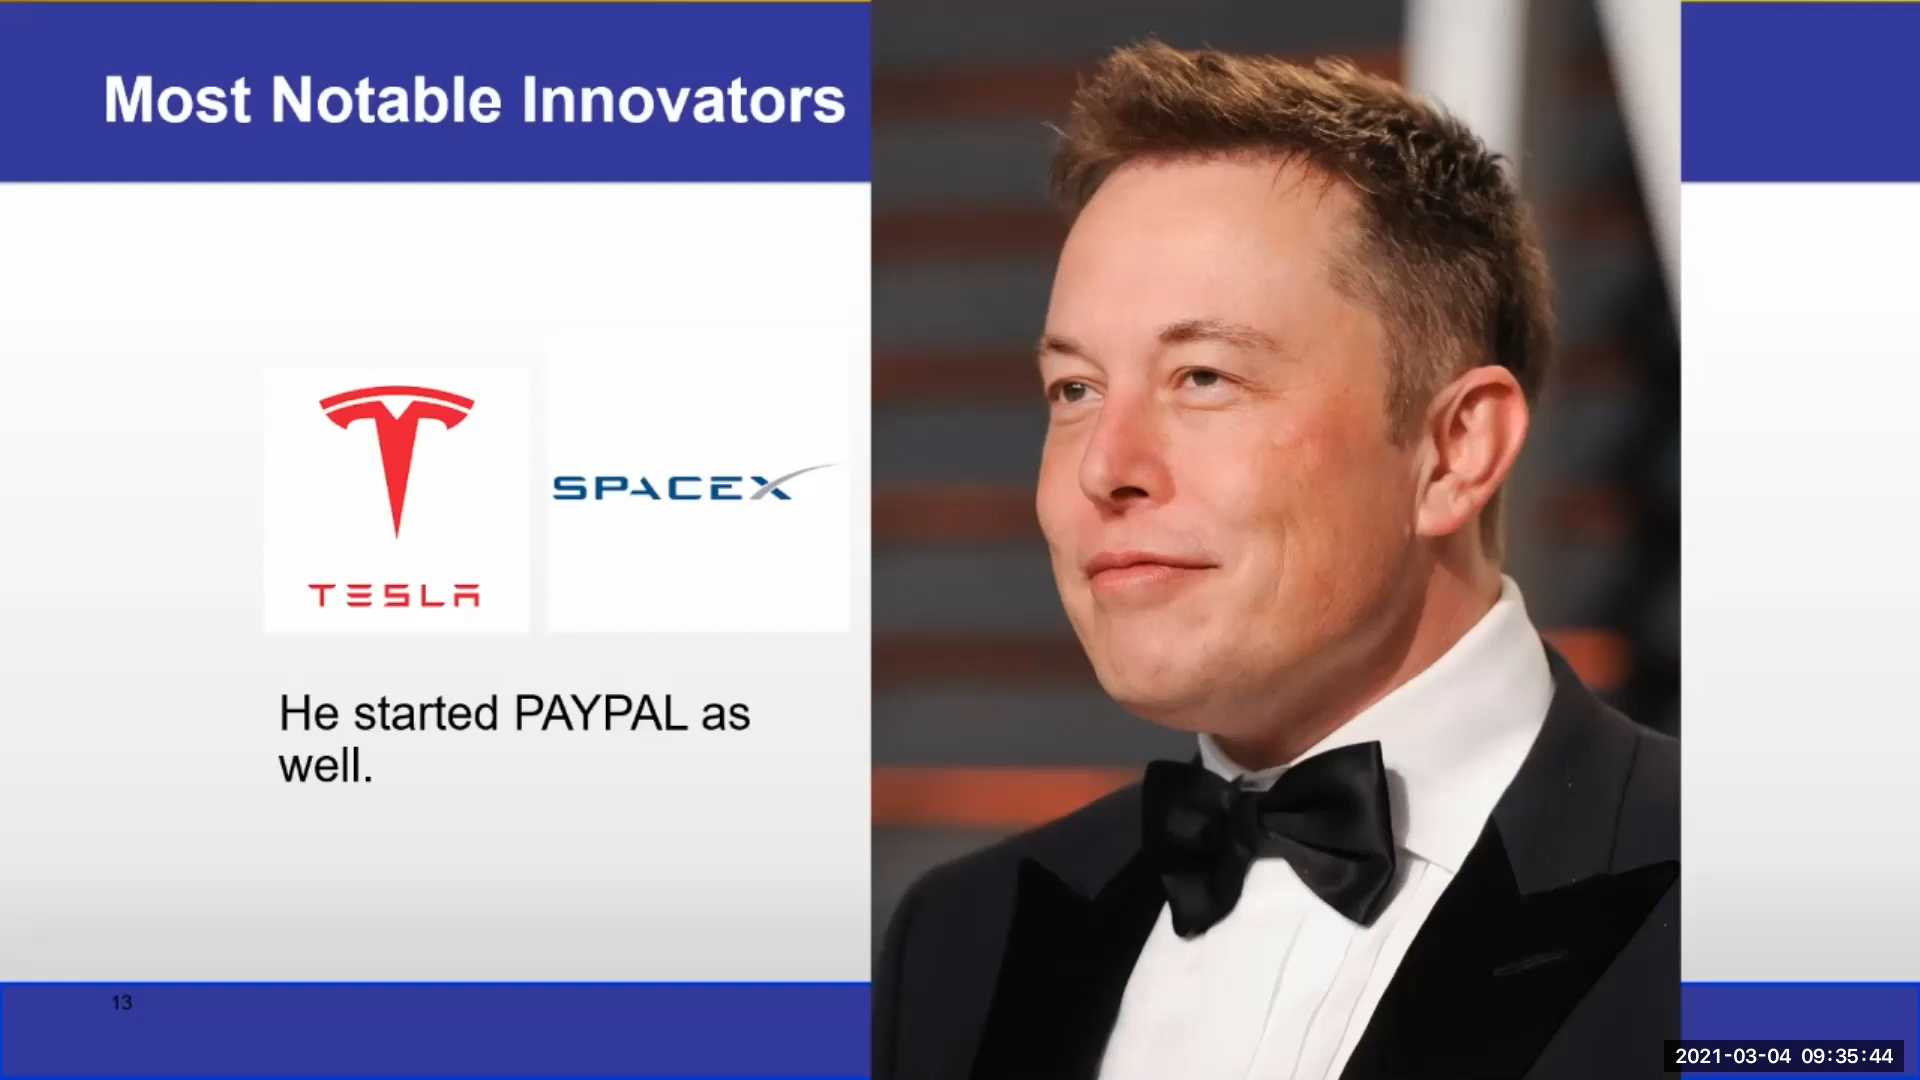 Most Notable Innovators
TESLA
SPACEX
He started PAYPAL as
well.
13
2021-03-04 09:35:44